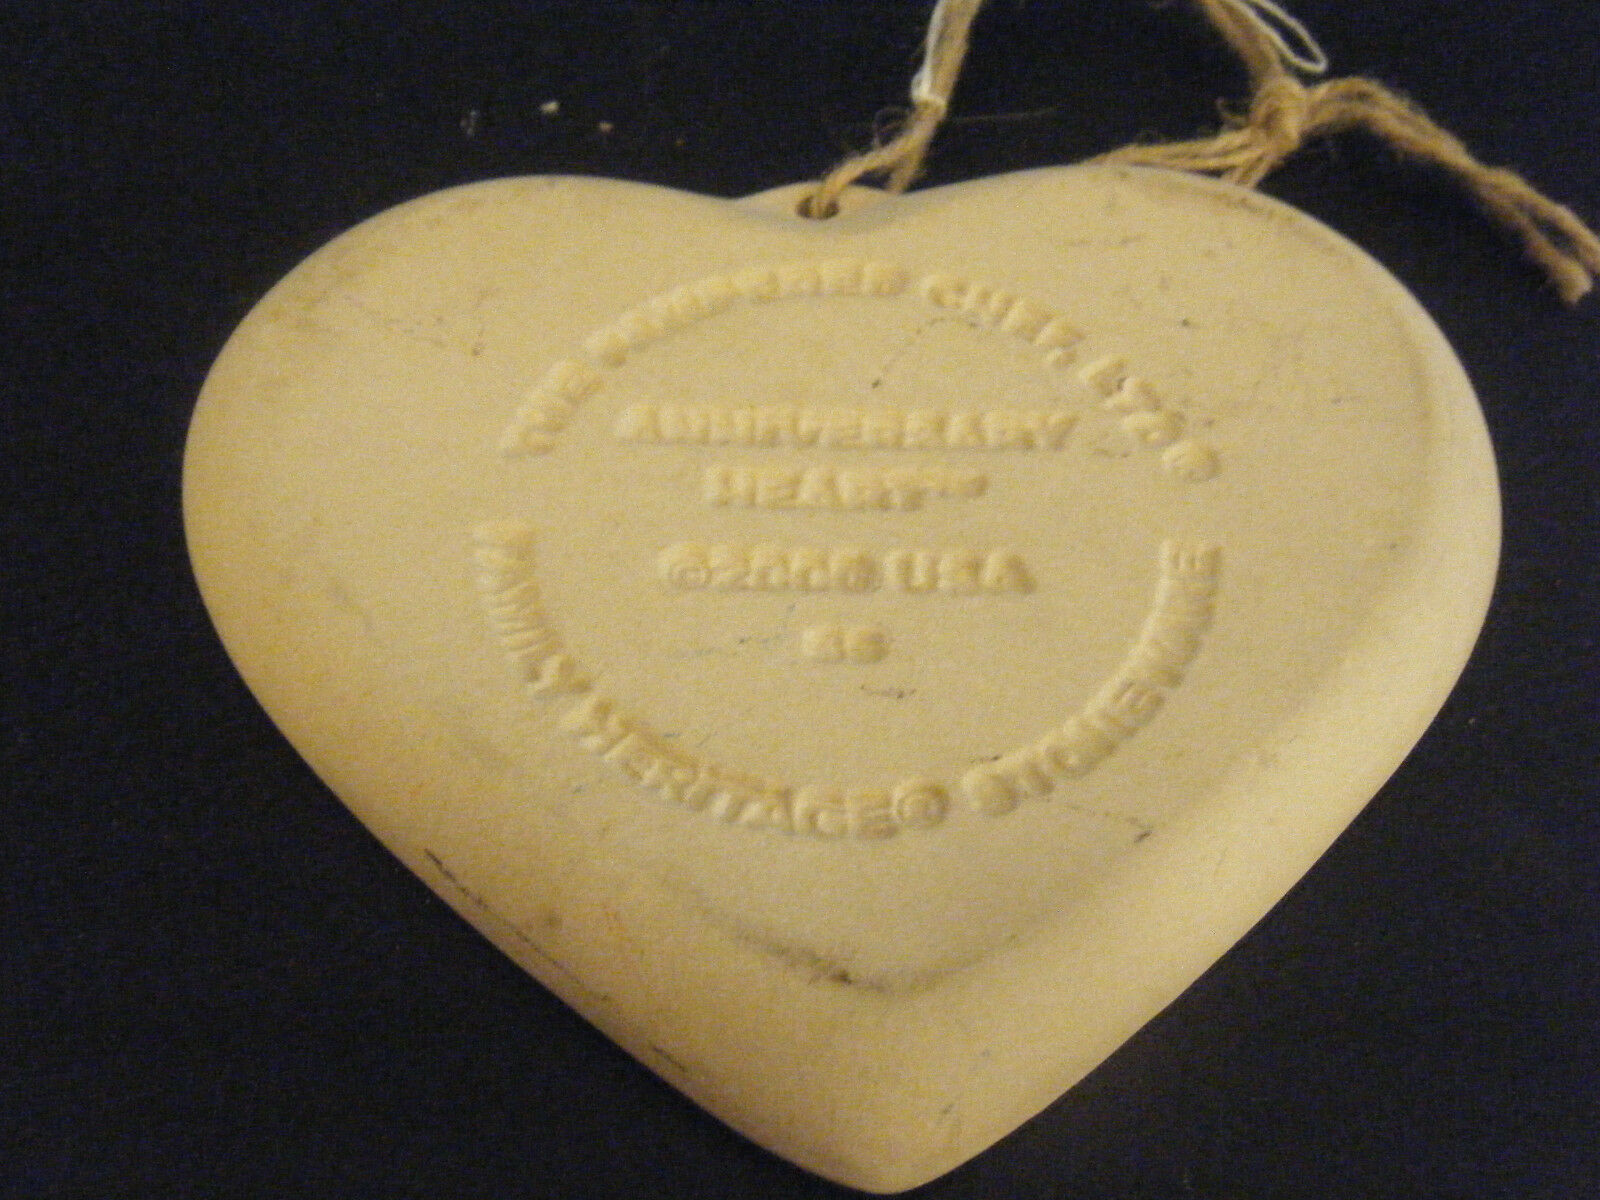 THE PAMPERED CHEF, LTD.®
ANNIVERSARY
HEART™
©2000 USA
FAMILY HERITAGE® STONEWARE